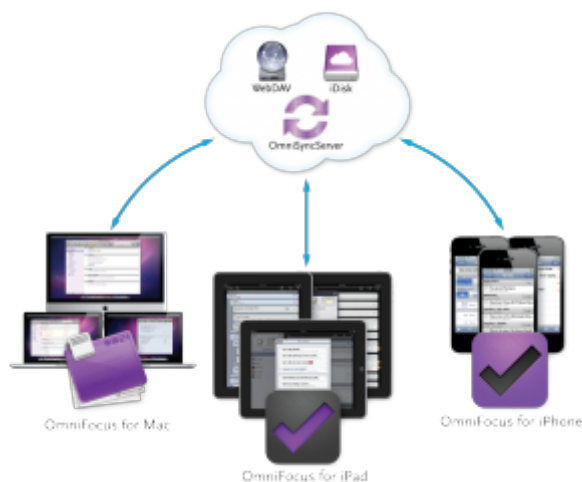 WebDAV
iDisk
OmniSyncServer
OmniFocus for Mac
OmniFocus for iPad
OmniFocus for iPhone